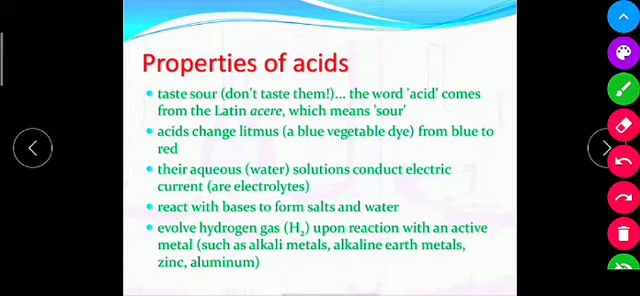 Properties of acids
taste sour (don't taste them!)... the word 'acid' comes
from the Latin acere, which means 'sour'
acids change litmus (a blue vegetable dye) from blue to
red
their aqueous (water) solutions conduct electric
current (are electrolytes)
react with bases to form salts and water
evolve hydrogen gas (H₂) upon reaction with an active
metal (such as alkali metals, alkaline earth metals,
zinc, aluminum)